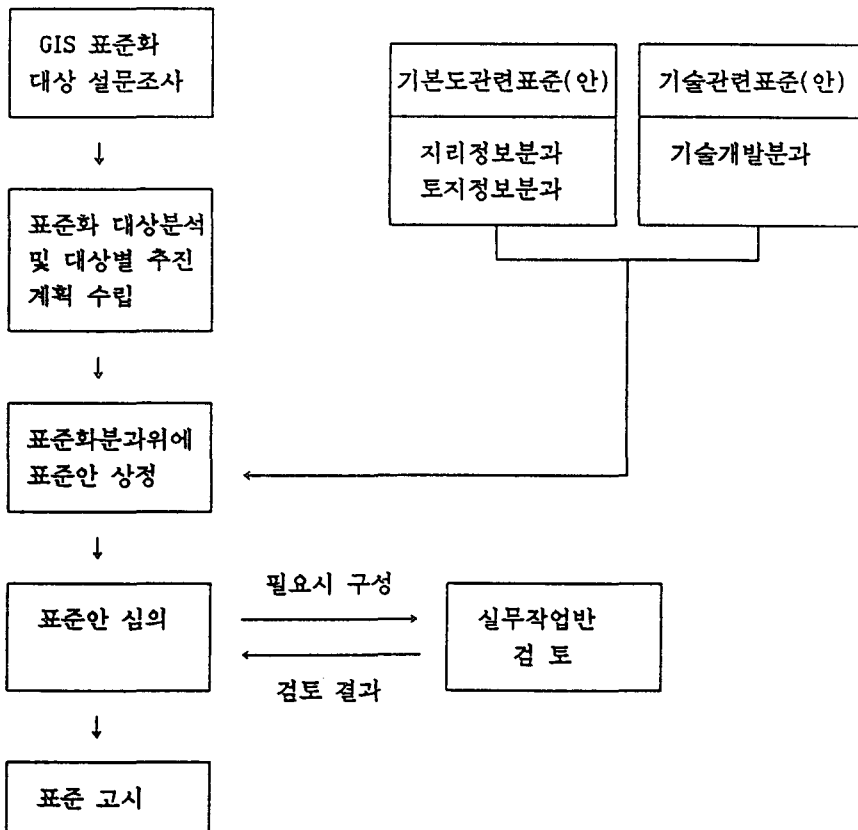 GIS 표준화
대상 설문조사
기본도관련표준(안)
기술관련표준(안)
지리정보분과
토지정보분과
기술개발분과
표준화 대상분석
및 대상별 추진
계획 수립
표준화분과위에
표준안 상정
표준안 심의
필요시 구성
검토 결과
실무작업반
검 토
표준 고시